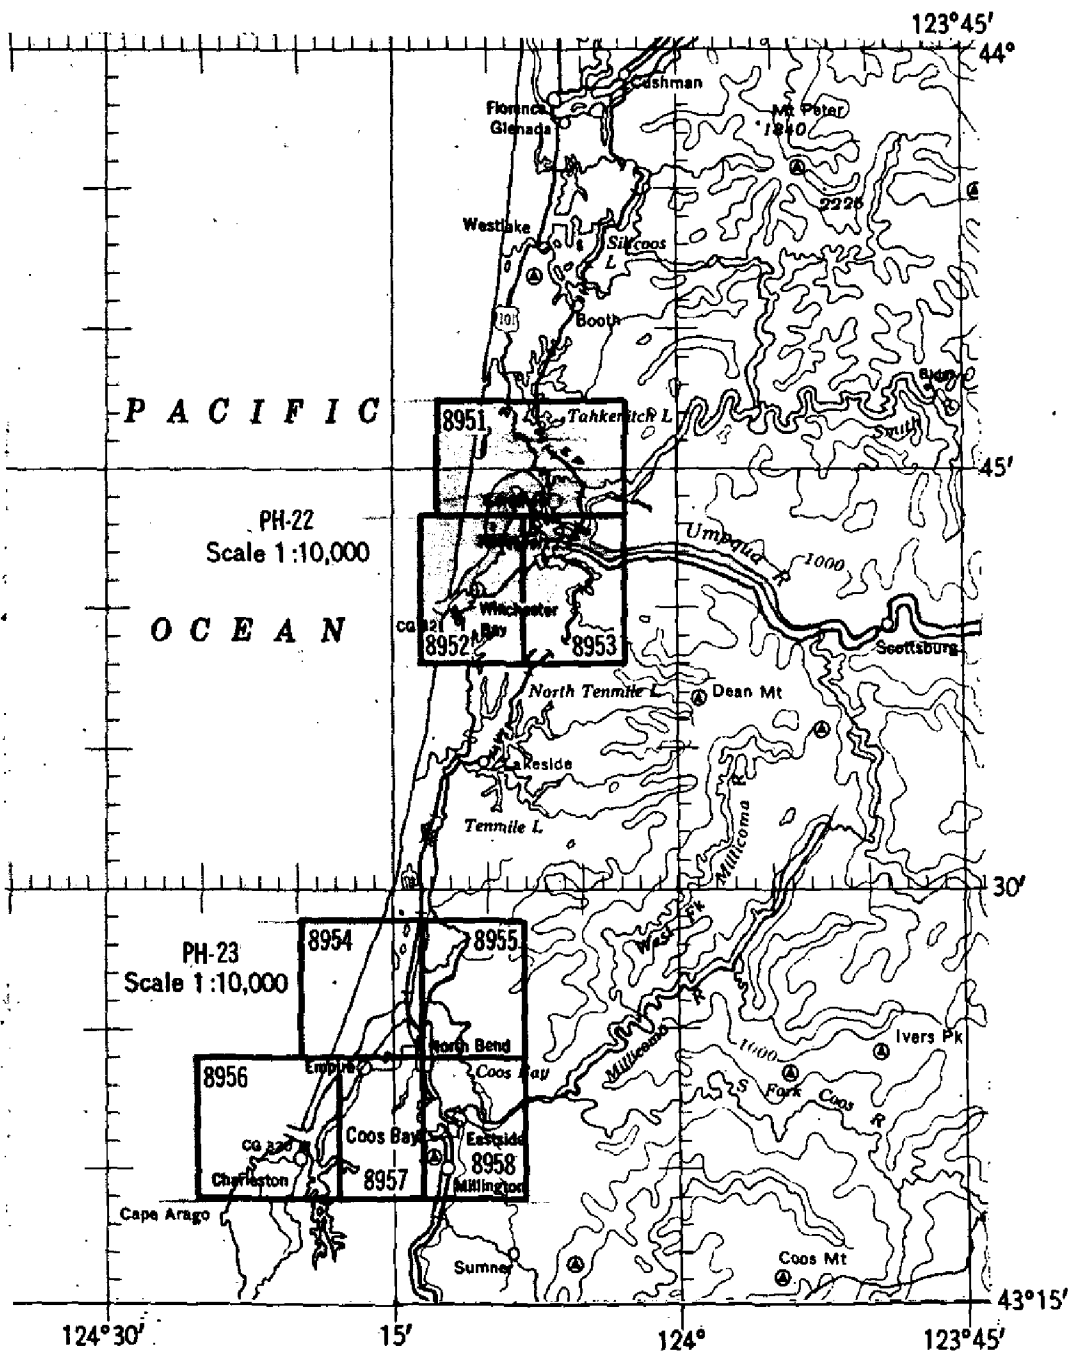 123°45'
44°
Cushman
Florence
Glenada
Mt Peter
1840
2225
Westlake
Siltcoos
L
101
Booth
PACIFIC
8951
Tahkenitch L
Smith
R
45'
PH-22
Scale 1:10,000
Umpqua R
1000
OCEAN
Winchester
Bay
8952
8953
Scottsburg
North Tenmile L
Dean Mt
Lakeside
Tenmile L
Millicoma R
West Fk
30'
8954
8955
PH-23
Scale 1:10,000
Millicoma
R
Ivers Pk
1000
North Bend
Empire
Coos Bay
8956
S Fork Coos R
Coos Bay
Eastside
8957
8958
Charleston
Millington
Cape Arago
Sumner
Coos Mt
43°15'
124°30'
15'
124°
123°45'